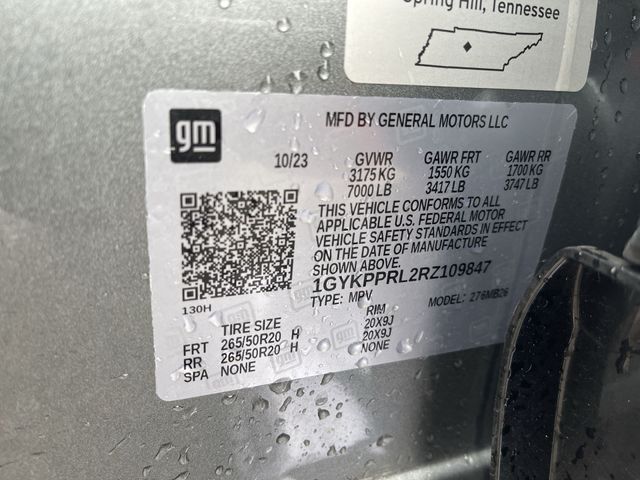 Spring Hill, Tennessee
gm
MFD BY GENERAL MOTORS LLC
10/23 GVWR GAWR FRT GAWR RR
3175 KG 1550 KG 1700 KG
7000 LB 3417 LB 3747 LB
THIS VEHICLE CONFORMS TO ALL
APPLICABLE U.S. FEDERAL MOTOR
VEHICLE SAFETY STANDARDS IN EFFECT
ON THE DATE OF MANUFACTURE
SHOWN ABOVE.
1GYKPPRL2RZ109847
130H
TYPE: MPV MODEL: 276MB26
TIRE SIZE RIM
FRT 265/50R20 H 20X9J
RR 265/50R20 H 20X9J
SPA NONE NONE